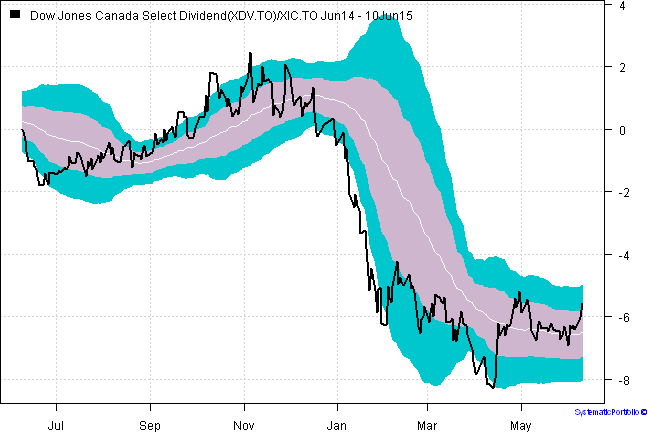 Dow Jones Canada Select Dividend(XDV.TO)/XIC.TO Jun14 - 10Jun15
4
2
0
-2
-4
-6
-8
Jul Sep Nov Jan Mar May
SystematicPortfolio ©